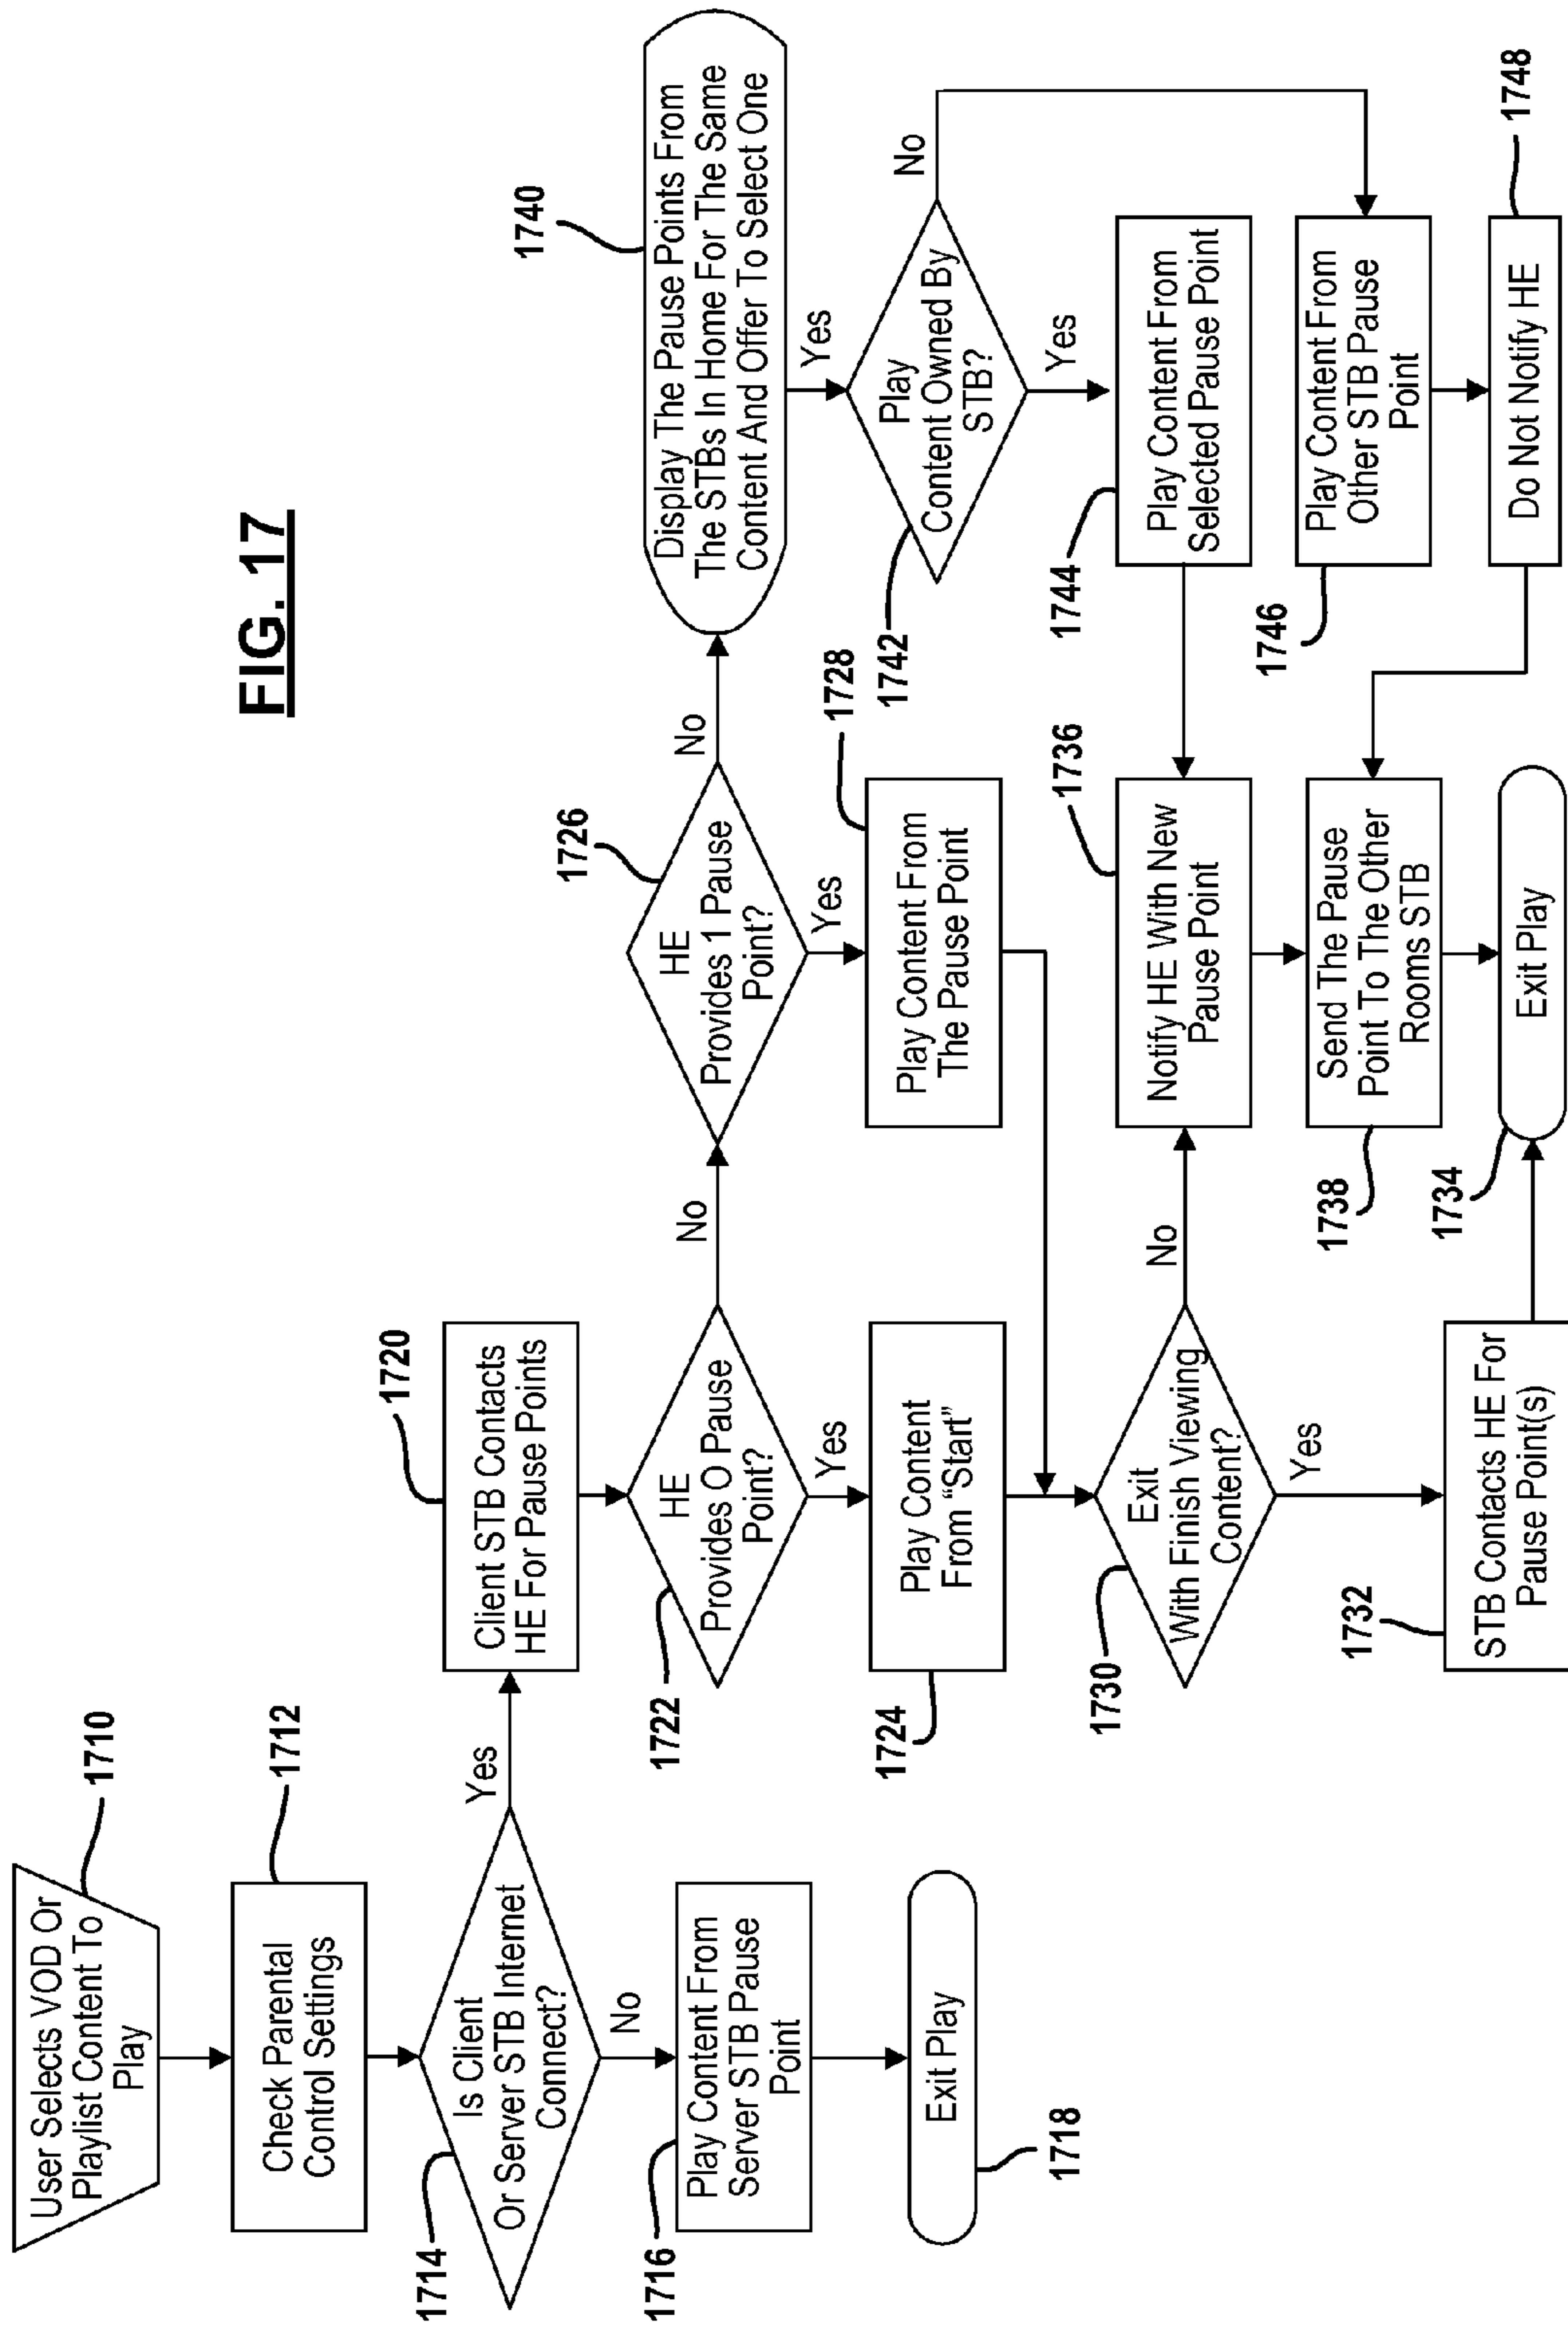 FIG. 17
User Selects VOD Or
Playlist Content To
Play
1710
Check Parental
Control Settings
1712
Is Client
Or Server STB Internet
Connect?
1714
Yes
No
Play Content From
Server STB Pause
Point
1716
Exit Play
1718
Client STB Contacts
HE For Pause Points
1720
HE
Provides O Pause
Point?
1722
No
Yes
Play Content
From “Start”
1724
HE
Provides 1 Pause
Point?
1726
No
Yes
Play Content From
The Pause Point
1728
Exit
With Finish Viewing
Content?
1730
No
Yes
STB Contacts HE For
Pause Point(s)
1732
Notify HE With New
Pause Point
1736
Send The Pause
Point To The Other
Rooms STB
1738
Exit Play
1734
Display The Pause Points From
The STBs In Home For The Same
Content And Offer To Select One
1740
Yes
Play
Content Owned By
STB?
1742
No
Yes
Play Content From
Selected Pause Point
1744
Play Content From
Other STB Pause
Point
1746
Do Not Notify HE
1748